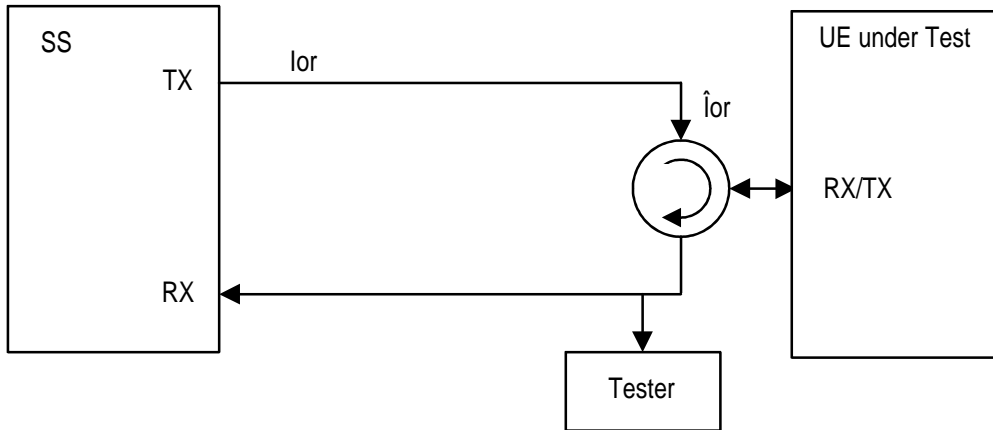 SS
UE under Test
TX
Ior
Îor
RX/TX
RX
Tester